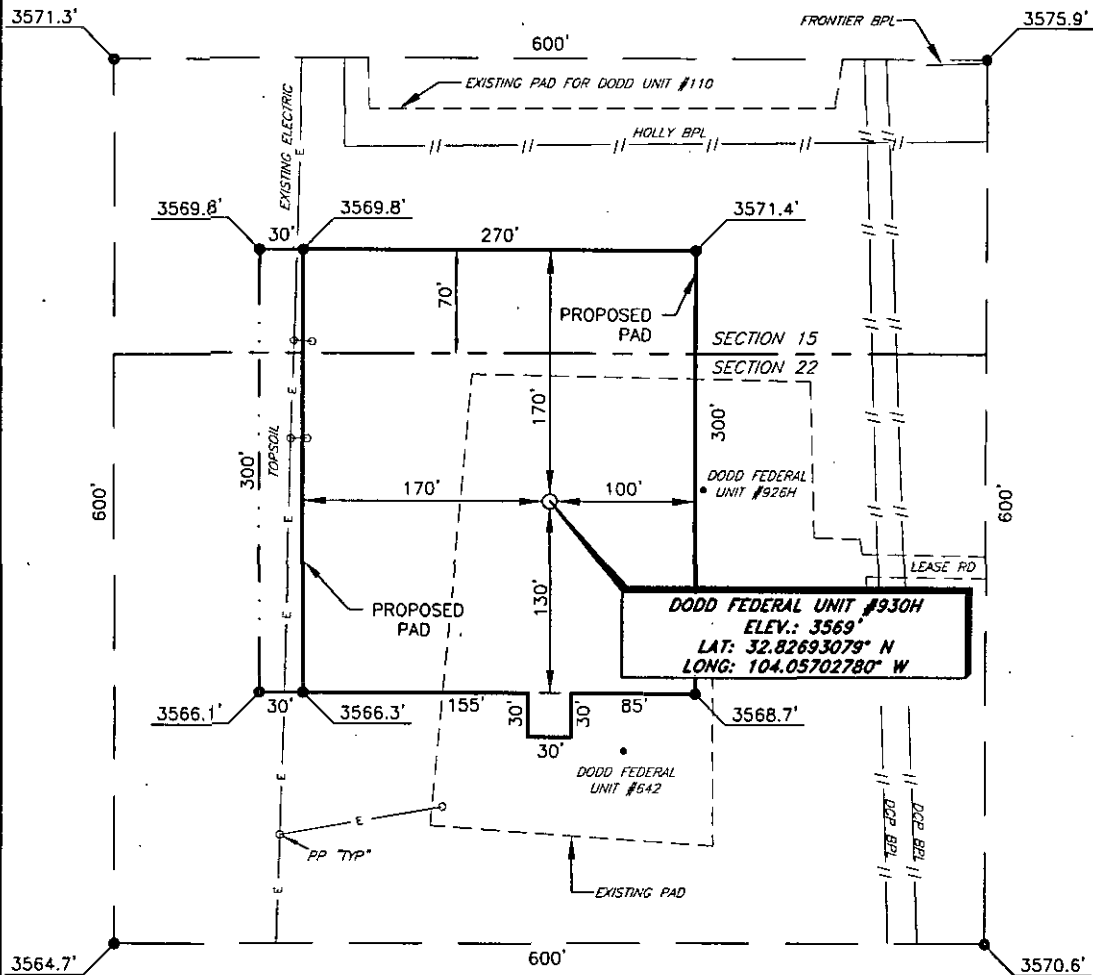 3571.3'
FRONTIER BPL
3575.9'
600'
EXISTING PAD FOR DODD UNIT #110
EXISTING ELECTRIC
HOLLY BPL
E
3569.6'
3569.8'
3571.4'
30'
270'
70'
PROPOSED
PAD
SECTION 15
SECTION 22
E
170'
300'
TOPSOIL
300'
E
DODD FEDERAL
UNIT #926H
170'
100'
600'
600'
E
LEASE RD
130'
PROPOSED
PAD
DODD FEDERAL UNIT #930H
ELEV.: 3569'
LAT: 32.82693079° N
LONG: 104.05702780° W
E
3566.1'
30'
3566.3'
155'
30'
30'
85'
3568.7'
30'
DODD FEDERAL
UNIT #642
E
E
PP "TYP"
DCP BPL
DCP BPL
E
EXISTING PAD
3564.7'
600'
3570.6'